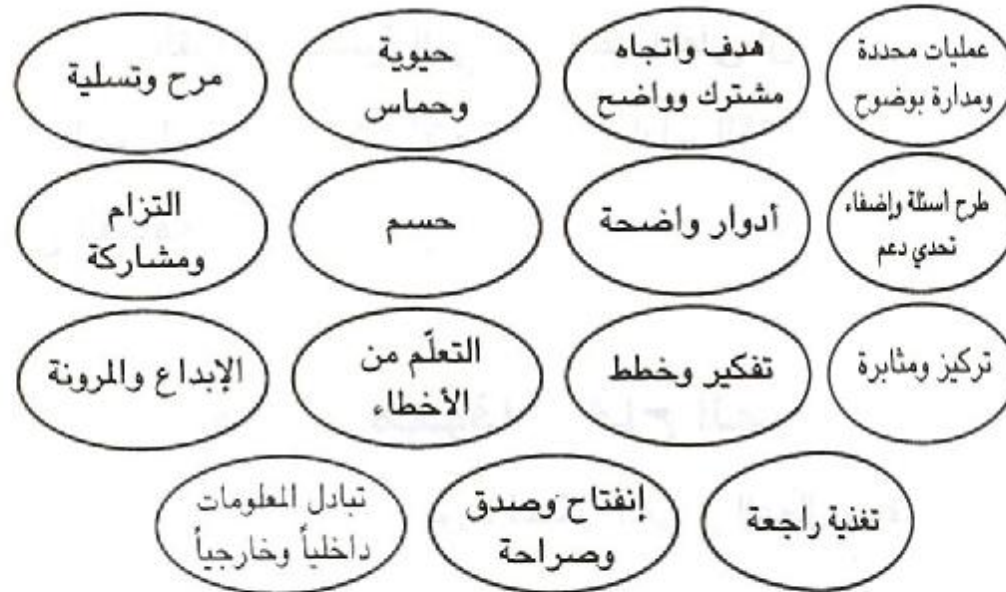 عمليات محددة
ومدارة بوضوح
هدف واتجاه
مشترك وواضح
حيوية
وحماس
مرح وتسلية
طرح اسئلة وإضفاء
تحدي دعم
أدوار واضحة
حسم
التزام
ومشاركة
تركيز ومثابرة
تفكير وخطط
التعلّم من
الأخطاء
الإبداع والمرونة
تغذية راجعة
إنفتاح وصدق
وصراحة
تبادل المعلومات
داخلياً وخارجياً